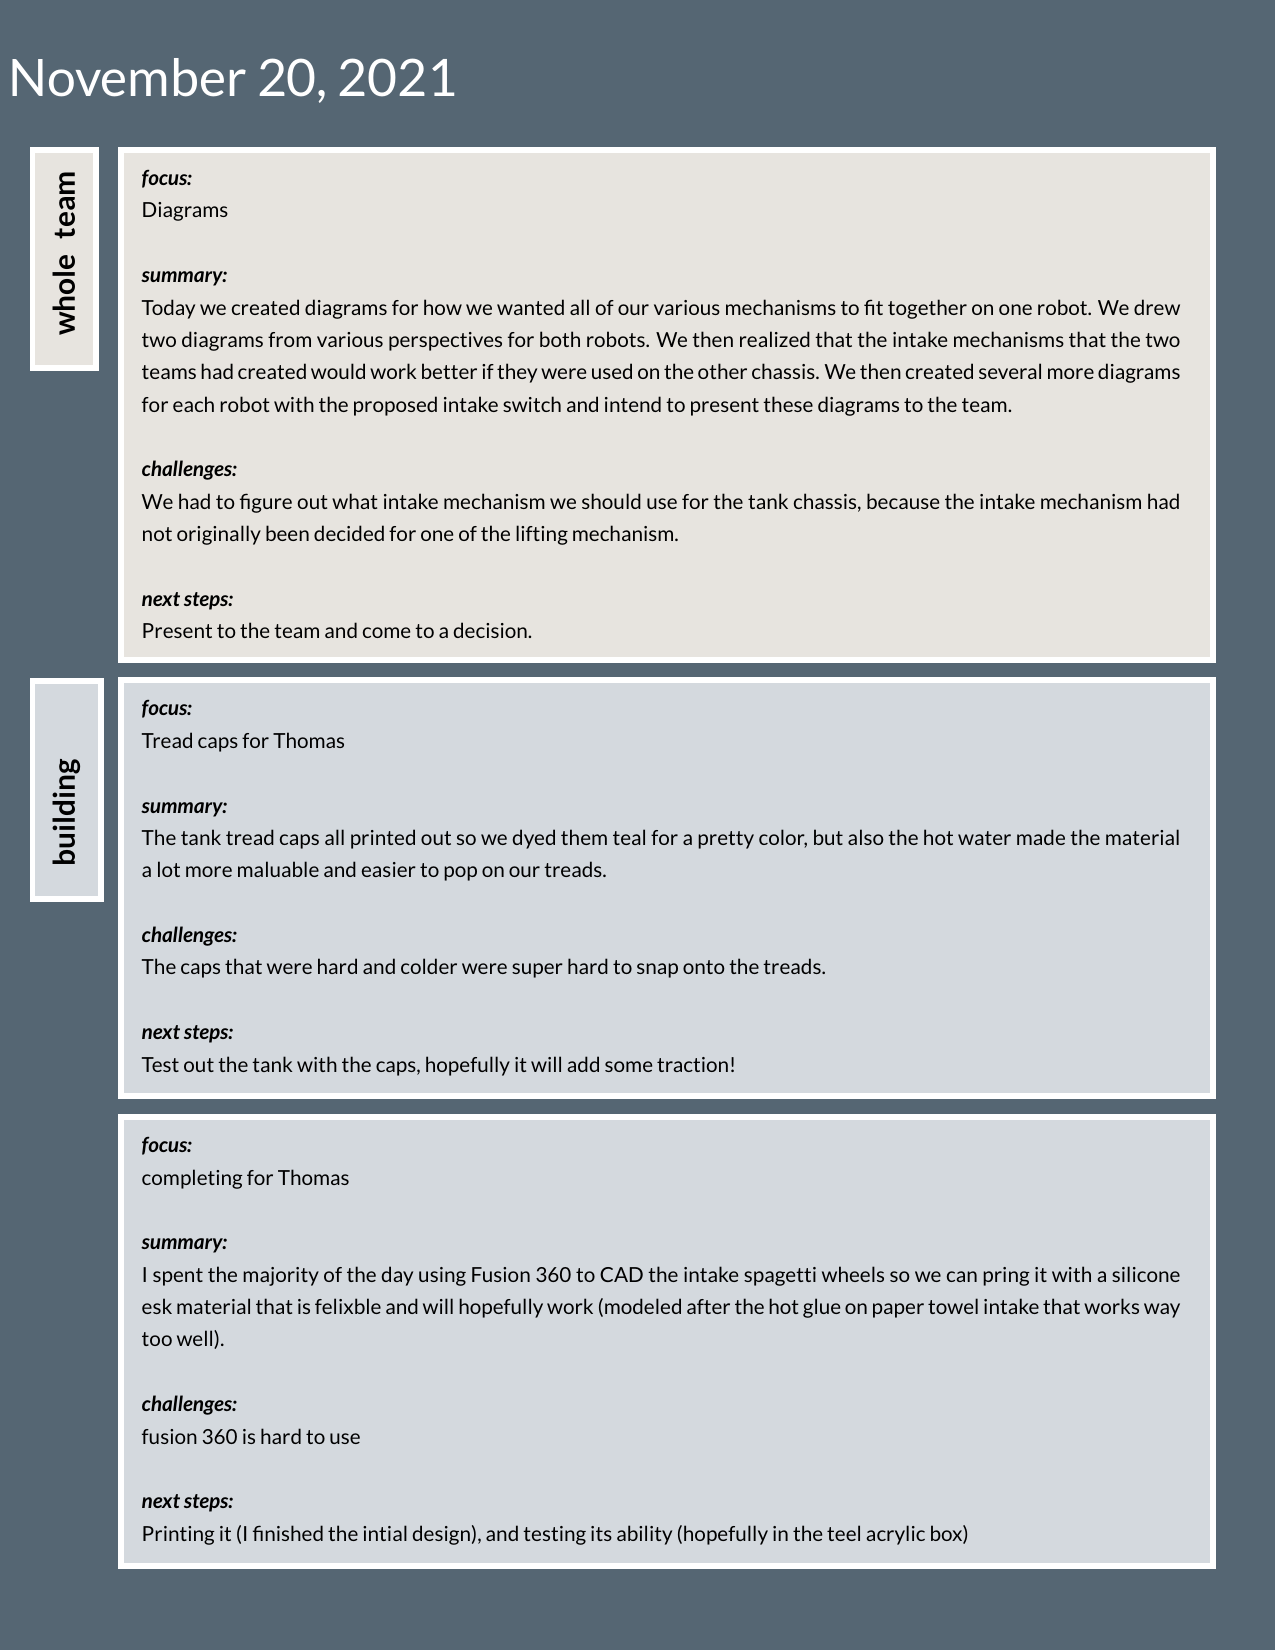 November 20, 2021
whole team
focus:
Diagrams
summary:
Today we created diagrams for how we wanted all of our various mechanisms to fit together on one robot. We drew
two diagrams from various perspectives for both robots. We then realized that the intake mechanisms that the two
teams had created would work better if they were used on the other chassis. We then created several more diagrams
for each robot with the proposed intake switch and intend to present these diagrams to the team.
challenges:
We had to figure out what intake mechanism we should use for the tank chassis, because the intake mechanism had
not originally been decided for one of the lifting mechanism.
next steps:
Present to the team and come to a decision.
building
focus:
Tread caps for Thomas
summary:
The tank tread caps all printed out so we dyed them teal for a pretty color, but also the hot water made the material
a lot more maluable and easier to pop on our treads.
challenges:
The caps that were hard and colder were super hard to snap onto the treads.
next steps:
Test out the tank with the caps, hopefully it will add some traction!
focus:
completing for Thomas
summary:
I spent the majority of the day using Fusion 360 to CAD the intake spagetti wheels so we can pring it with a silicone
esk material that is felixble and will hopefully work (modeled after the hot glue on paper towel intake that works way
too well).
challenges:
fusion 360 is hard to use
next steps:
Printing it (I finished the intial design), and testing its ability (hopefully in the teel acrylic box)